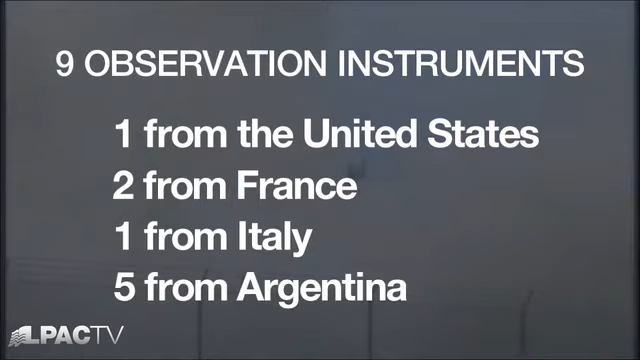 9 OBSERVATION INSTRUMENTS
1 from the United States
2 from France
1 from Italy
5 from Argentina
LPACTV